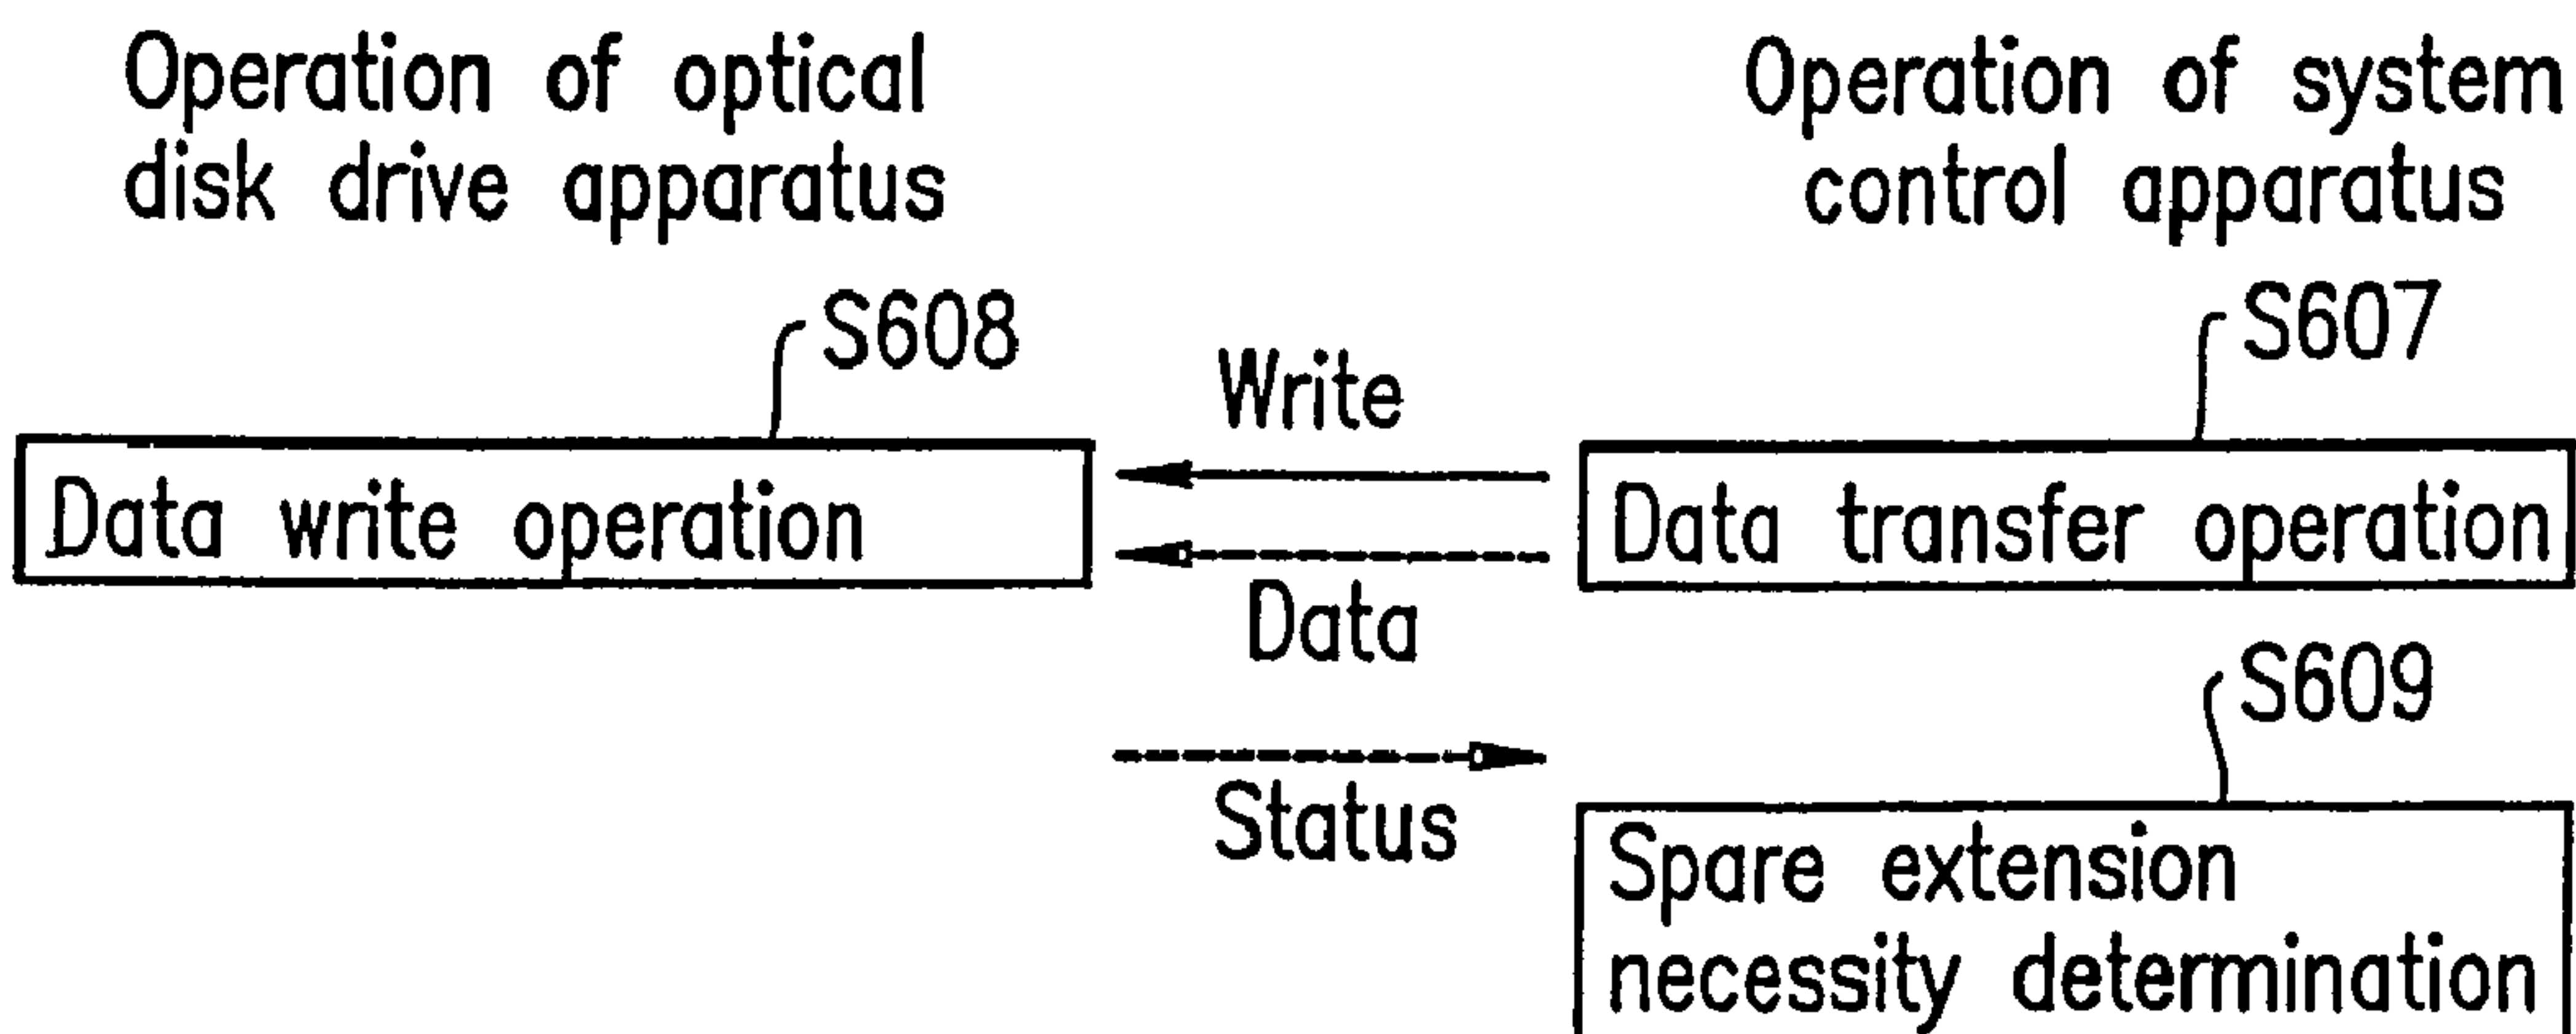 Operation of optical
disk drive apparatus
Operation of system
control apparatus
S608
S607
Write
Data write operation
Data transfer operation
Data
S609
Status
Spare extension
necessity determination